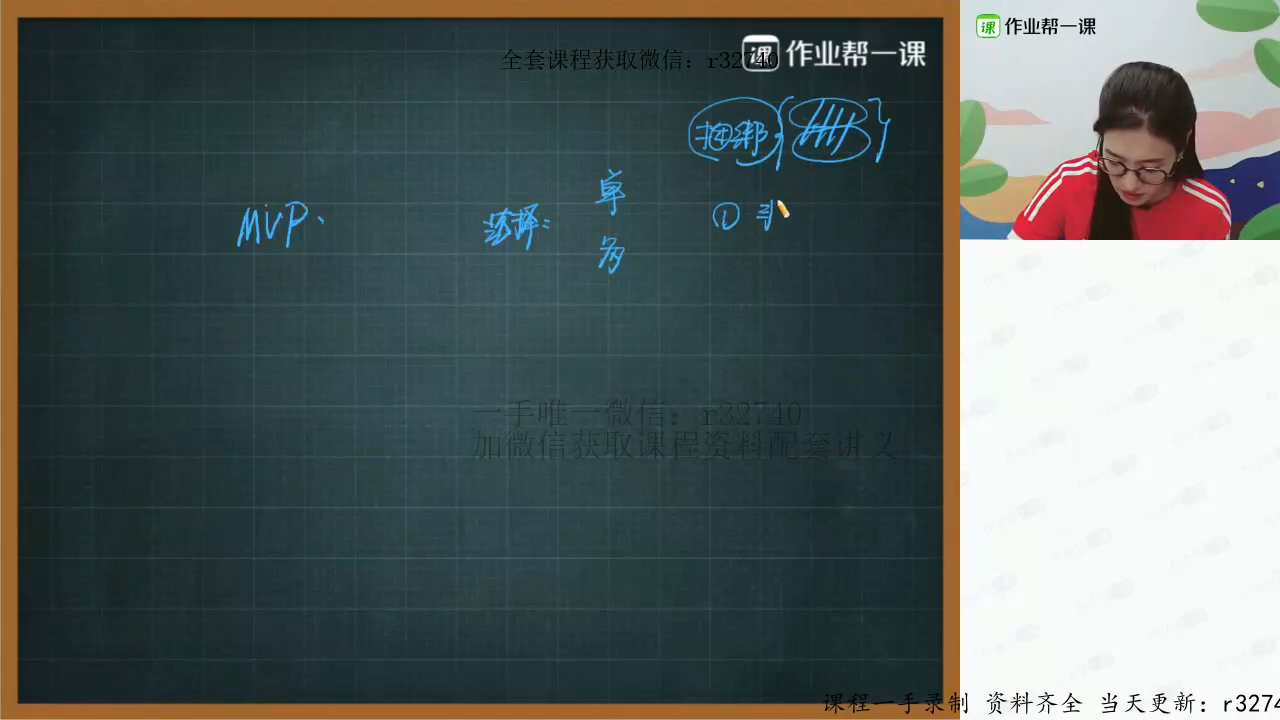 作业帮一课
全套课程获取微信：r32740
课 作业帮一课
捆绑
MVP
选择：
单
多
①
一手唯一微信：r32740
加微信获取课程资料配套讲义
课程一手录制 资料齐全 当天更新：r3274